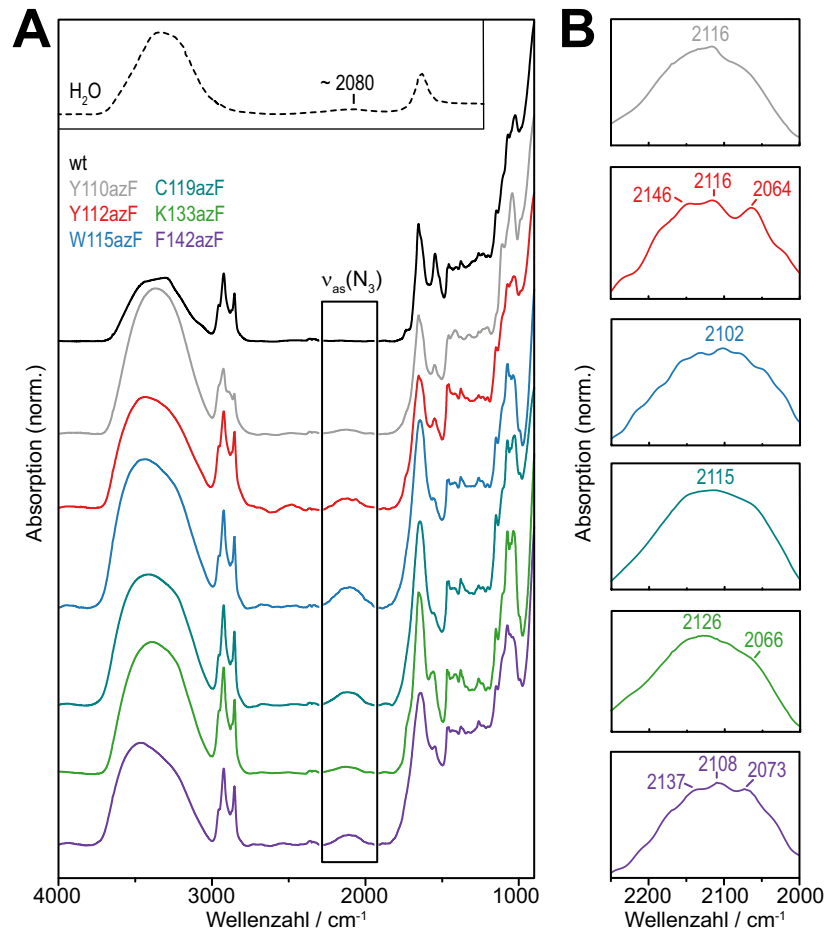 A
B
H₂O
~ 2080
wt
Y110azF
C119azF
Y112azF
K133azF
W115azF
F142azF
νas(N₃)
Absorption (norm.)
4000
3000
2000
1000
Wellenzahl / cm⁻¹
2116
2146
2116
2064
2102
2115
2126
2066
2137
2108
2073
Absorption (norm.)
2200
2100
2000
Wellenzahl / cm⁻¹